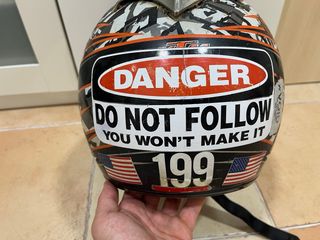 DANGER
DO NOT FOLLOW
YOU WON'T MAKE IT
199